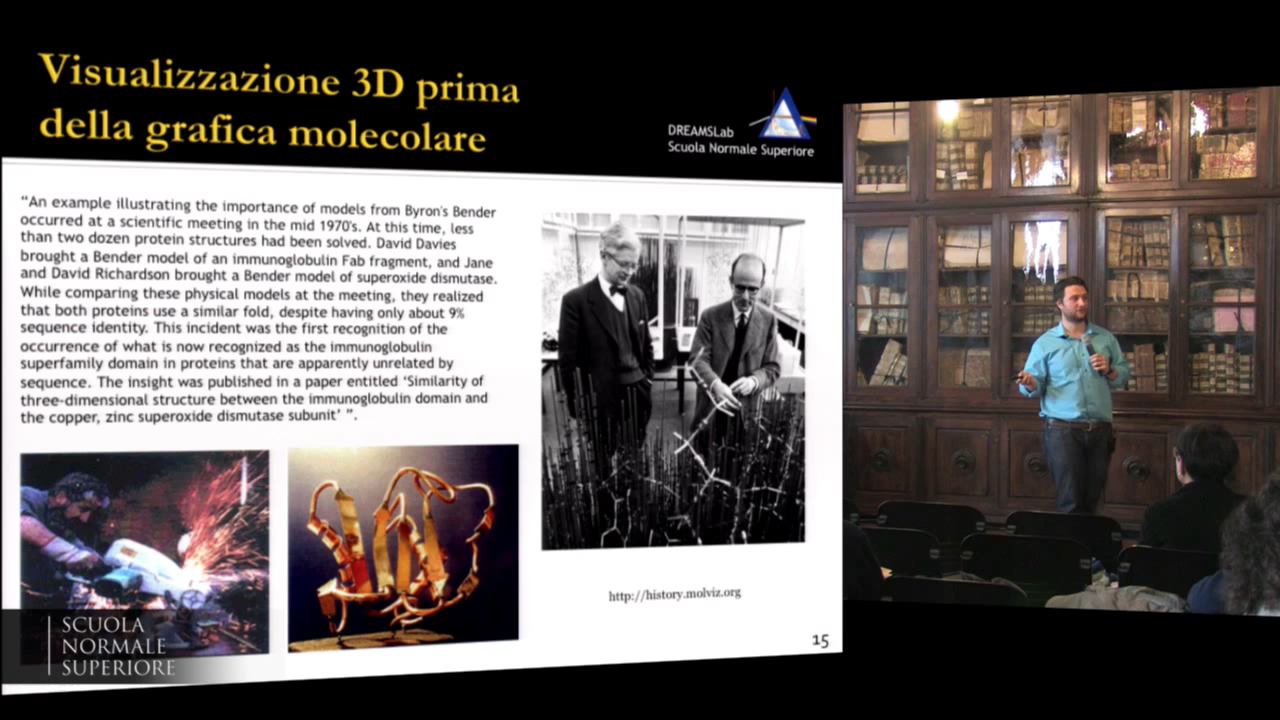 Visualizzazione 3D prima
della grafica molecolare
DREAMSLab
Scuola Normale Superiore
“An example illustrating the importance of models from Byron's Bender
occurred at a scientific meeting in the mid 1970's. At this time, less
than two dozen protein structures had been solved. David Davies
brought a Bender model of an immunoglobulin Fab fragment, and Jane
and David Richardson brought a Bender model of superoxide dismutase.
While comparing these physical models at the meeting, they realized
that both proteins use a similar fold, despite having only about 9%
sequence identity. This incident was the first recognition of the
occurrence of what is now recognized as the immunoglobulin
superfamily domain in proteins that are apparently unrelated by
sequence. The insight was published in a paper entitled ‘Similarity of
three-dimensional structure between the immunoglobulin domain and
the copper, zinc superoxide dismutase subunit’ ”.
http://history.molviz.org
15
SCUOLA
NORMALE
SUPERIORE